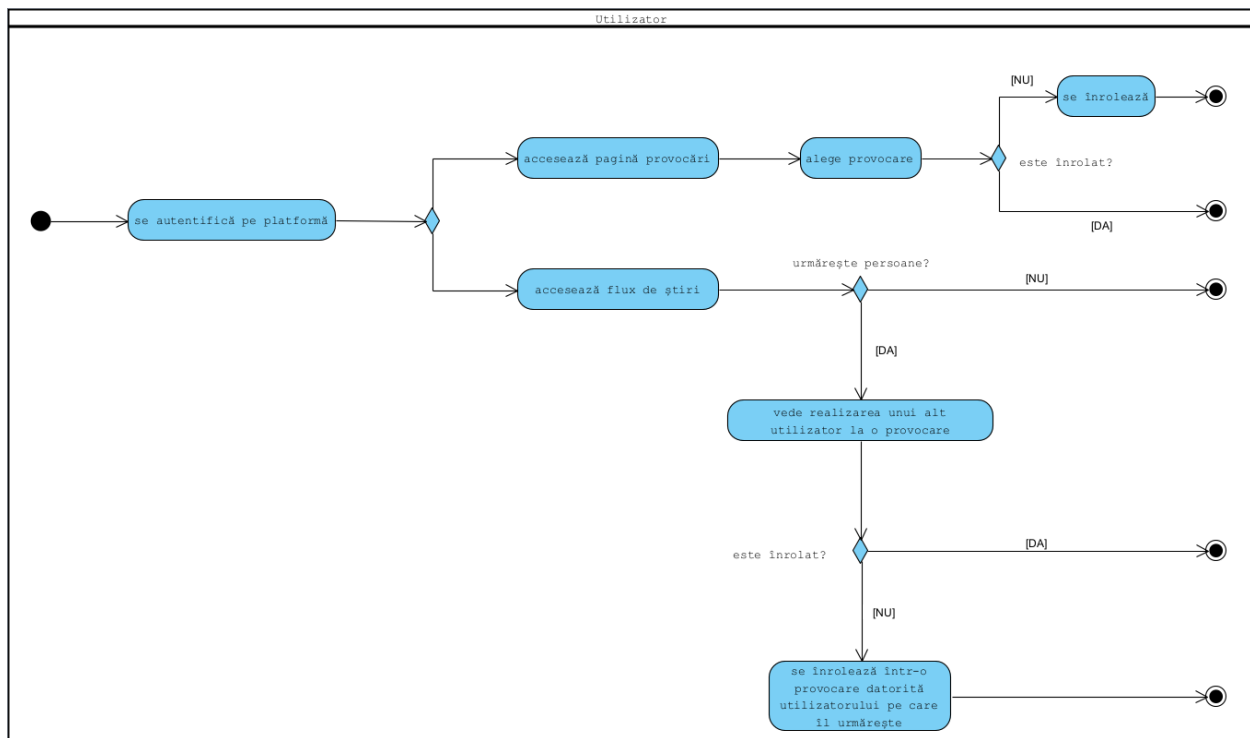 Utilizator
[NU]
se înrolează
accesează pagină provocări
alege provocare
este înrolat?
se autentifică pe platformă
[DA]
urmărește persoane?
accesează flux de știri
[NU]
[DA]
vede realizarea unui alt
utilizator la o provocare
este înrolat?
[DA]
[NU]
se înrolează într-o
provocare datorită
utilizatorului pe care
îl urmărește